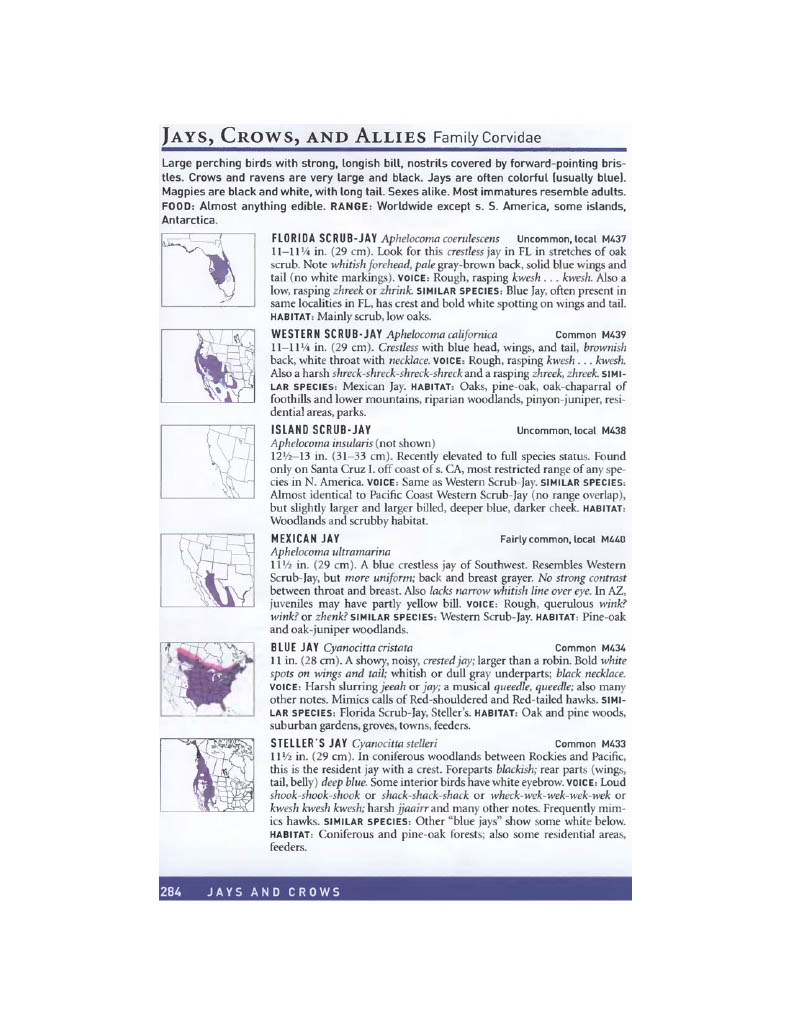 JAYS, CROWS, AND ALLIES Family Corvidae
Large perching birds with strong, longish bill, nostrils covered by forward-pointing bris-
tles. Crows and ravens are very large and black. Jays are often colorful (usually blue).
Magpies are black and white, with long tail. Sexes alike. Most immatures resemble adults.
FOOD: Almost anything edible. RANGE: Worldwide except s. S. America, some islands,
Antarctica.
FLORIDA SCRUB-JAY Aphelocoma coerulescens Uncommon, local M437
11–11¼ in. (29 cm). Look for this crestless jay in FL in stretches of oak
scrub. Note whitish forehead, pale gray-brown back, solid blue wings and
tail (no white markings). VOICE: Rough, rasping kwesh . . . kwesh. Also a
low, rasping zhreek or zhrink. SIMILAR SPECIES: Blue Jay, often present in
same localities in FL, has crest and bold white spotting on wings and tail.
HABITAT: Mainly scrub, low oaks.
WESTERN SCRUB-JAY Aphelocoma californica Common M439
11–11¼ in. (29 cm). Crestless with blue head, wings, and tail, brownish
back, white throat with necklace. VOICE: Rough, rasping kwesh . . . kwesh.
Also a harsh shreck-shreck-shreck-shreck and a rasping zhreek, zhreek. SIMI-
LAR SPECIES: Mexican Jay. HABITAT: Oaks, pine-oak, oak-chaparral of
foothills and lower mountains, riparian woodlands, pinyon-juniper, resi-
dential areas, parks.
ISLAND SCRUB-JAY Uncommon, local M438
Aphelocoma insularis (not shown)
12½–13 in. (31–33 cm). Recently elevated to full species status. Found
only on Santa Cruz I. off coast of s. CA, most restricted range of any spe-
cies in N. America. VOICE: Same as Western Scrub-Jay. SIMILAR SPECIES:
Almost identical to Pacific Coast Western Scrub-Jay (no range overlap),
but slightly larger and larger billed, deeper blue, darker cheek. HABITAT:
Woodlands and scrubby habitat.
MEXICAN JAY Fairly common, local M440
Aphelocoma ultramarina
11½ in. (29 cm). A blue crestless jay of Southwest. Resembles Western
Scrub-Jay, but more uniform; back and breast grayer. No strong contrast
between throat and breast. Also lacks narrow whitish line over eye. In AZ,
juveniles may have partly yellow bill. VOICE: Rough, querulous wink?
wink? or zhenk? SIMILAR SPECIES: Western Scrub-Jay. HABITAT: Pine-oak
and oak-juniper woodlands.
BLUE JAY Cyanocitta cristata Common M434
11 in. (28 cm). A showy, noisy, crested jay; larger than a robin. Bold white
spots on wings and tail; whitish or dull gray underparts; black necklace.
VOICE: Harsh slurring jeeah or jay; a musical queedle, queedle; also many
other notes. Mimics calls of Red-shouldered and Red-tailed hawks. SIMI-
LAR SPECIES: Florida Scrub-Jay, Steller's. HABITAT: Oak and pine woods,
suburban gardens, groves, towns, feeders.
STELLER'S JAY Cyanocitta stelleri Common M433
11½ in. (29 cm). In coniferous woodlands between Rockies and Pacific,
this is the resident jay with a crest. Foreparts blackish; rear parts (wings,
tail, belly) deep blue. Some interior birds have white eyebrow. VOICE: Loud
shook-shook-shook or shack-shack-shack or wheck-wek-wek-wek-wek or
kwesh kwesh kwesh; harsh jjaairr and many other notes. Frequently mim-
ics hawks. SIMILAR SPECIES: Other "blue jays" show some white below.
HABITAT: Coniferous and pine-oak forests; also some residential areas,
feeders.
284 JAYS AND CROWS